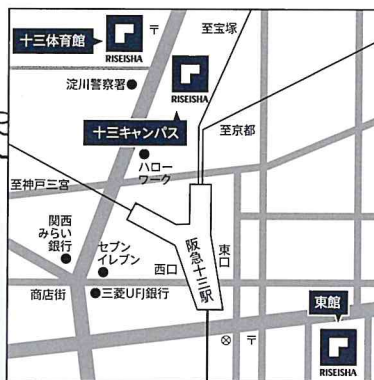 十三体育館
RISEISHA
〒
至宝塚
淀川警察署
RISEISHA
十三キャンパス
至京都
ハロー
ワーク
至神戸三宮
関西
みらい
銀行
セブン
イレブン
西口
東口
阪急十三駅
商店街
三菱UFJ銀行
東館
〒
RISEISHA